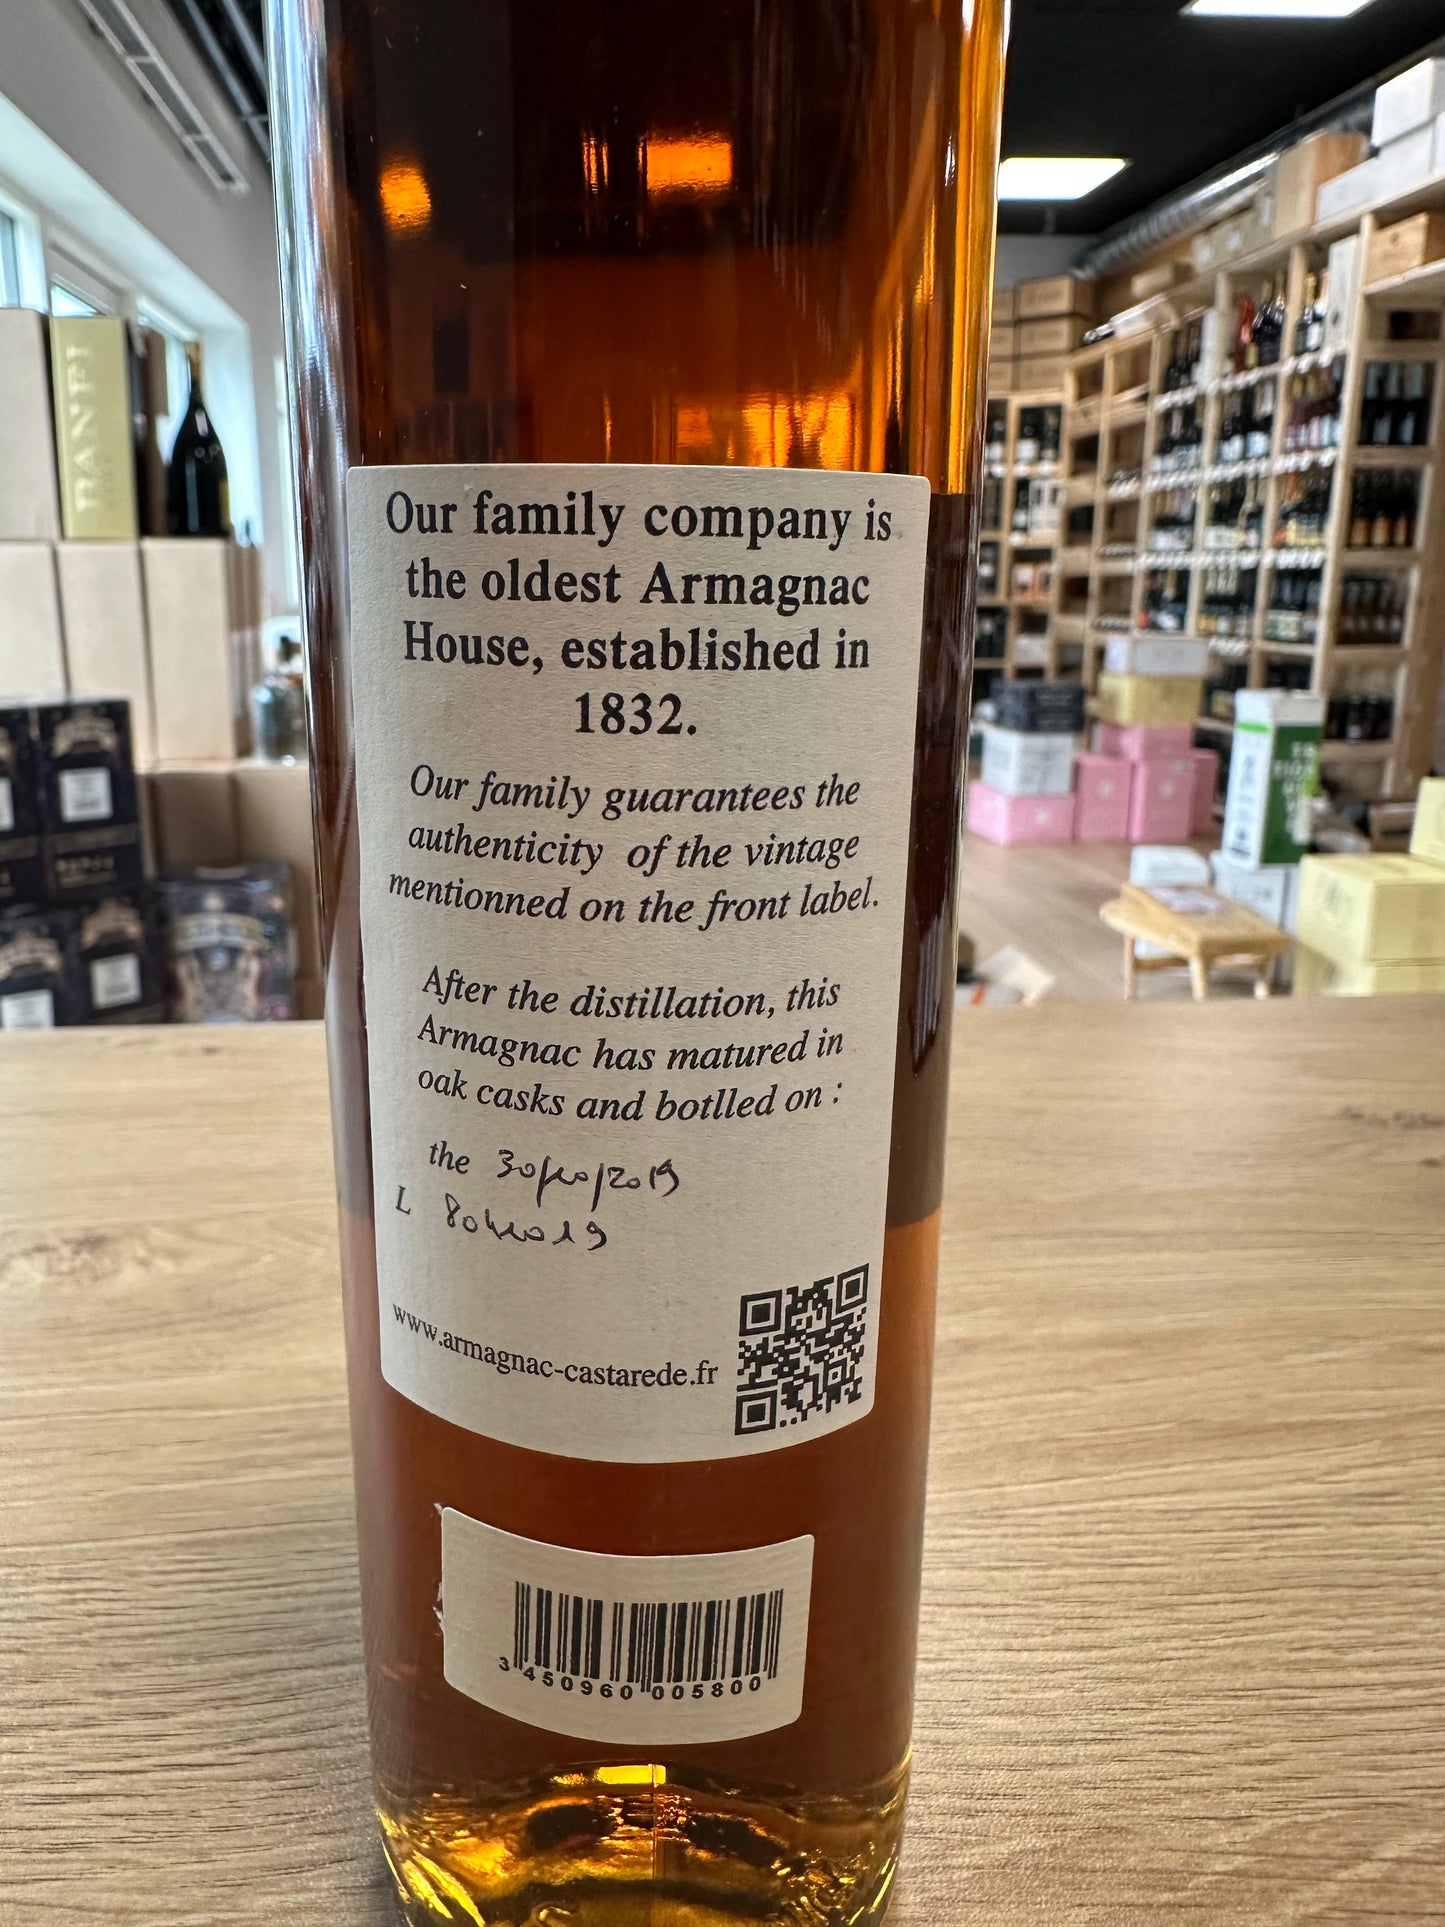 Our family company is
the oldest Armagnac
House, established in
1832.
Our family guarantees the
authenticity of the vintage
mentionned on the front label.
After the distillation, this
Armagnac has matured in
oak casks and botlled on :
the 30/10/2019
L
www.armagnac-castarede.fr
3 450960 005800
BANFI